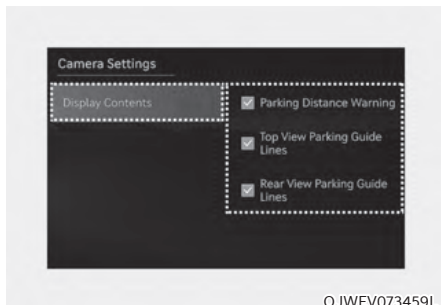 Camera Settings
Display Contents
Parking Distance Warning
Top View Parking Guide
Lines
Rear View Parking Guide
Lines
OJWEV073459L